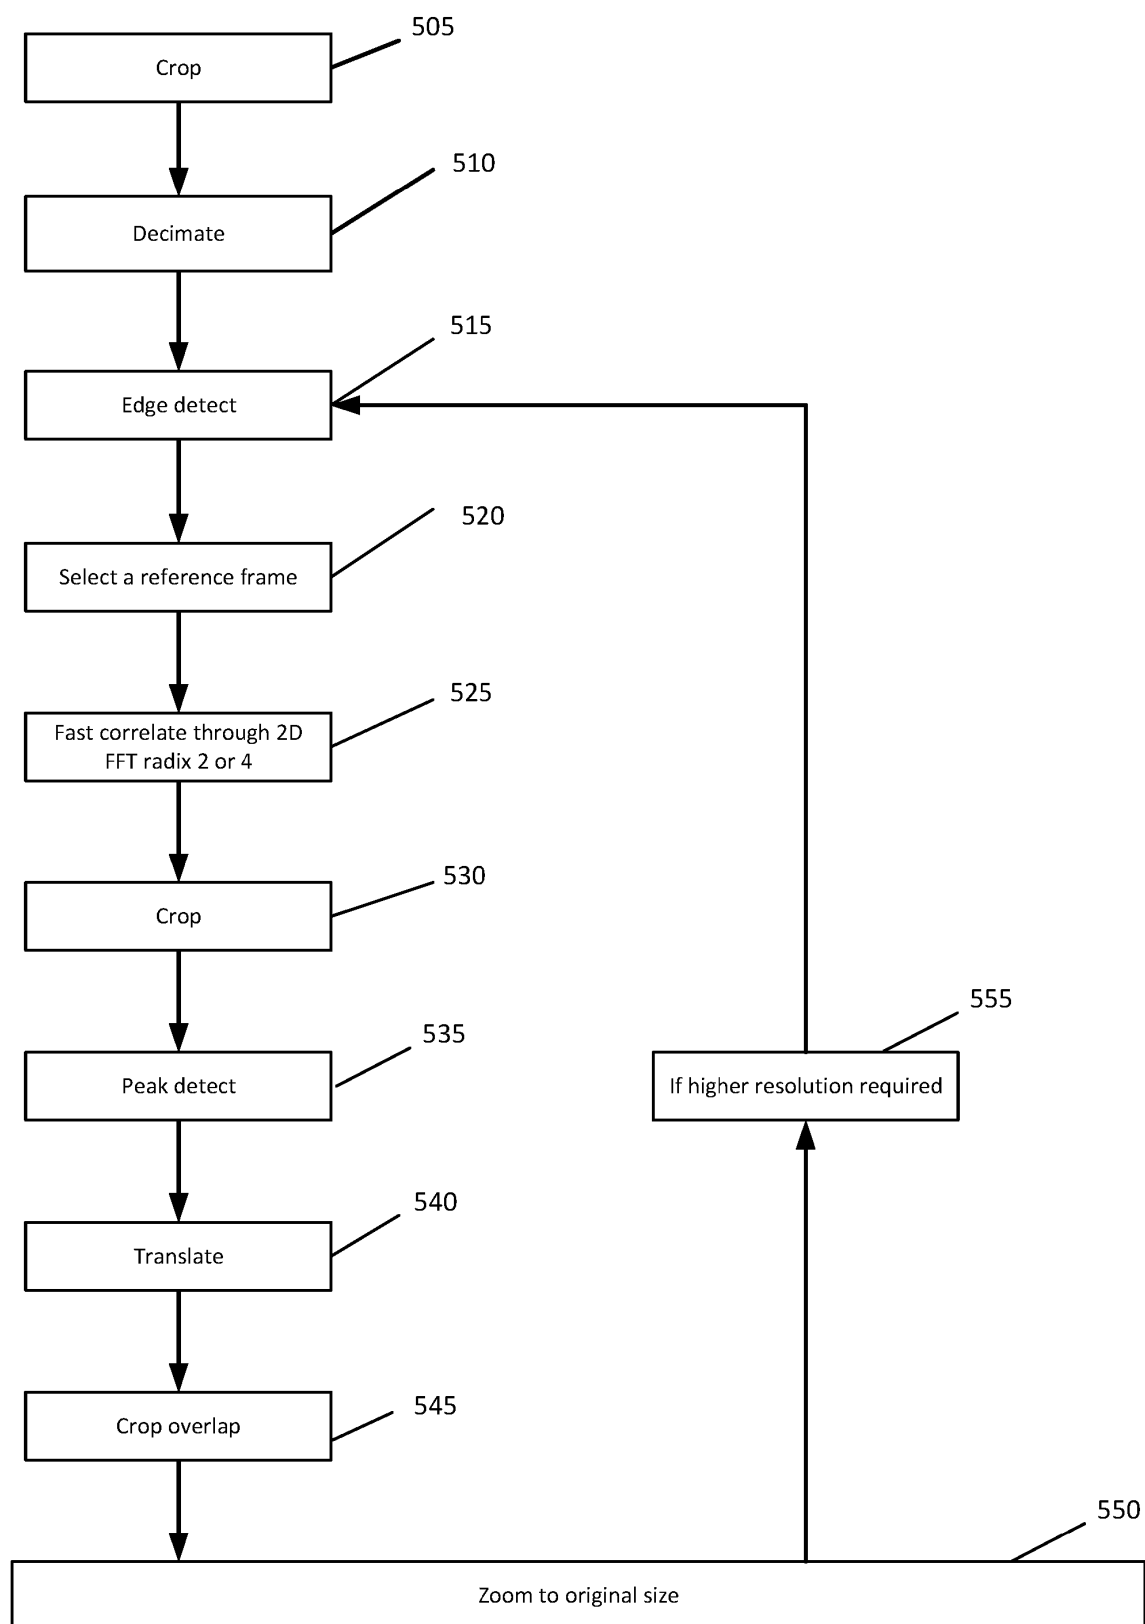 505
Crop
510
Decimate
515
Edge detect
520
Select a reference frame
525
Fast correlate through 2D
FFT radix 2 or 4
530
Crop
535
Peak detect
555
If higher resolution required
540
Translate
545
Crop overlap
550
Zoom to original size